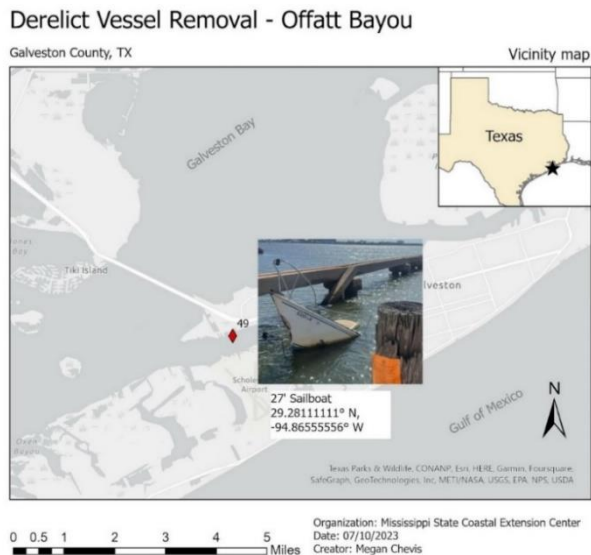 Derelict Vessel Removal - Offatt Bayou
Galveston County, TX
Vicinity map
Texas
Galveston Bay
Tiki Island
49
lveston
Scholes
Airport
27' Sailboat
29.28111111° N,
-94.86555556° W
Gulf of Mexico
N
Texas Parks & Wildlife, CONANP, Esri, HERE, Garmin, Foursquare,
SafeGraph, GeoTechnologies, Inc, METI/NASA, USGS, EPA, NPS, USDA
0 0.5 1 2 3 4 5
Miles
Organization: Mississippi State Coastal Extension Center
Date: 07/10/2023
Creator: Megan Chevis